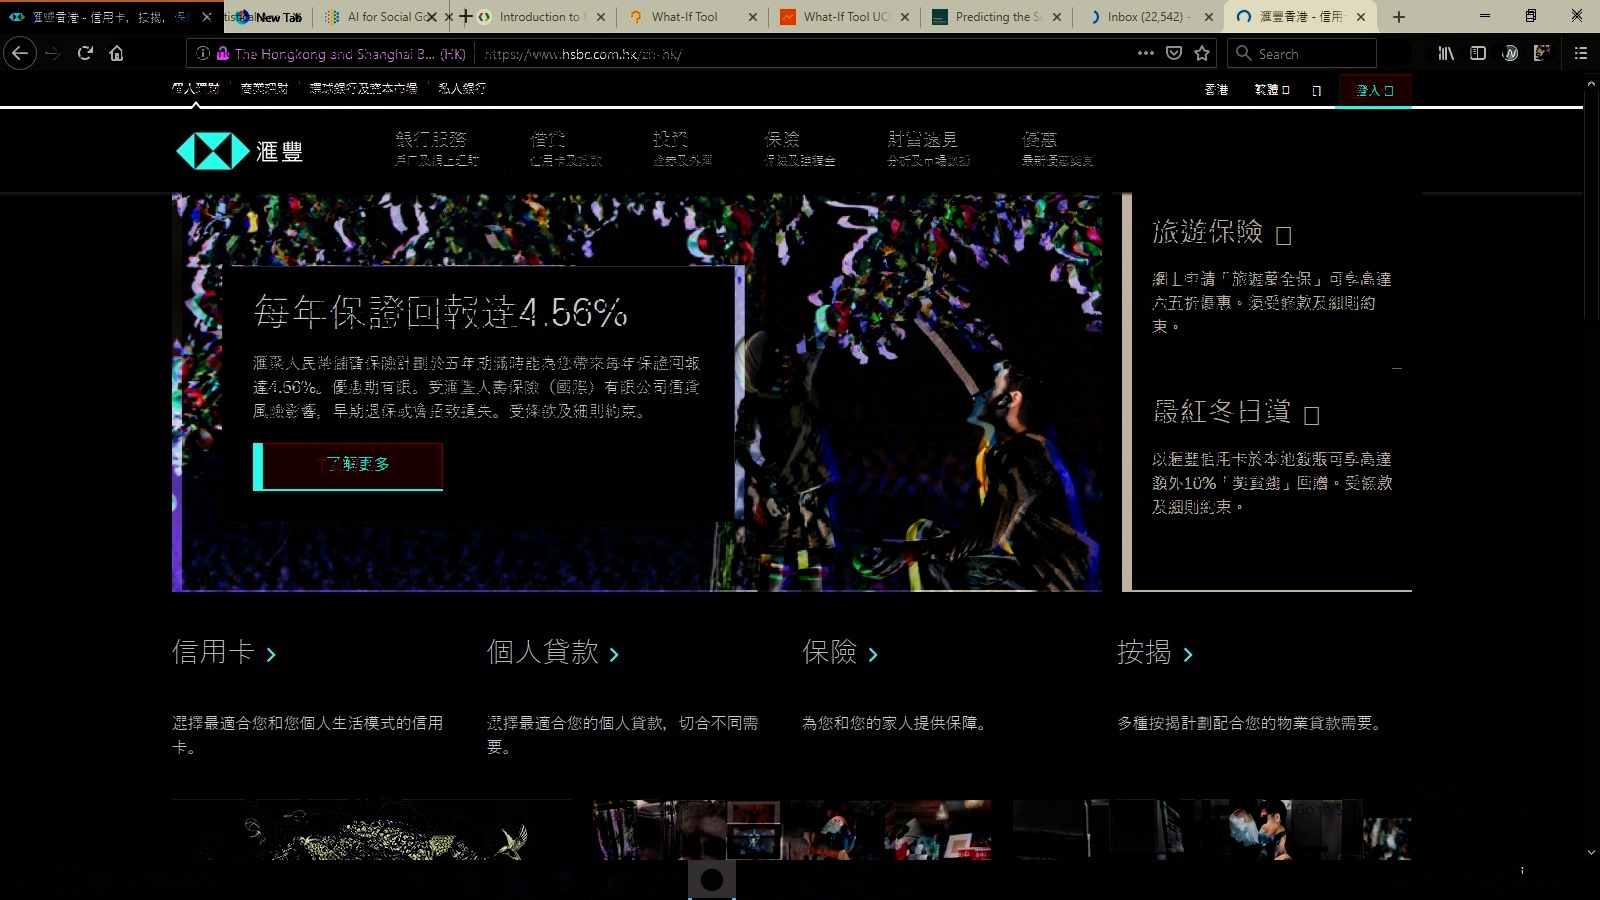 滙豐香港 - 信用卡，按揭，保
New Tab
AI for Social Go
Introduction to
What-If Tool
What-If Tool UCI
Predicting the Su
Inbox (22,542) -
滙豐香港 - 信用卡
The Hongkong and Shanghai B... (HK)
https://www.hsbc.com.hk/zh-hk/
Search
個人理財
商業理財
環球銀行及資本市場
私人銀行
香港
繁體
登入
滙豐
銀行服務
戶口及網上理財
借貸
信用卡及貸款
投資
證券及外匯
保險
保險及強積金
財富遠見
分析及市場數據
優惠
最新優惠獎賞
每年保證回報達4.56%
滙聚人民幣儲蓄保險計劃於五年期滿時能為您帶來每年保證回報
達4.56%。優惠期有限。受滙豐人壽保險（國際）有限公司信貸
風險影響，早期退保或會招致損失。受條款及細則約束。
了解更多
旅遊保險
網上申請「旅遊萬全保」可享高達
六五折優惠。須受條款及細則約
束。
最紅冬日賞
以滙豐信用卡於本地簽賬可享高達
額外10%「獎賞錢」回贈。受條款
及細則約束。
信用卡
選擇最適合您和您個人生活模式的信用
卡。
個人貸款
選擇最適合您的個人貸款，切合不同需
要。
保險
為您和您的家人提供保障。
按揭
多種按揭計劃配合您的物業貸款需要。